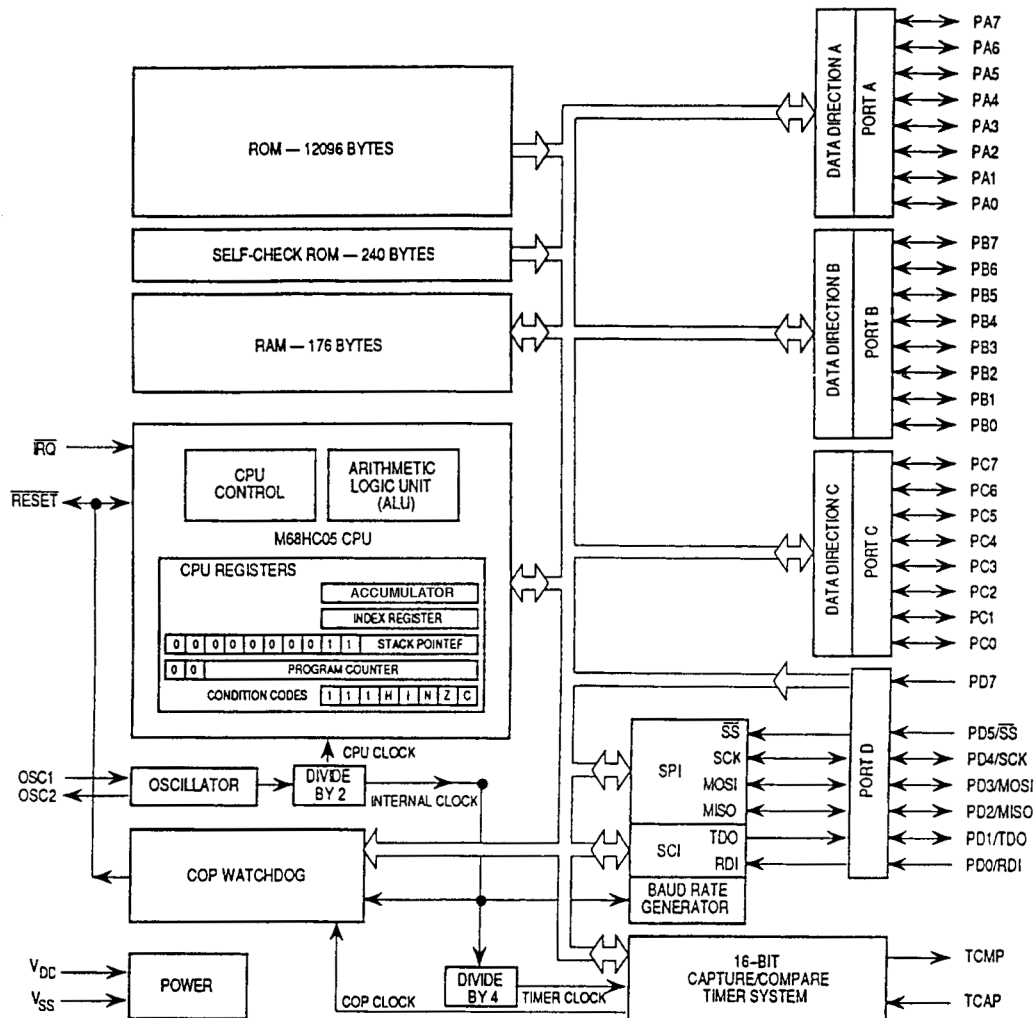 ROM — 12096 BYTES
SELF-CHECK ROM — 240 BYTES
RAM — 176 BYTES
IRQ
RESET
CPU
CONTROL
ARITHMETIC
LOGIC UNIT
(ALU)
M68HC05 CPU
CPU REGISTERS
ACCUMULATOR
INDEX REGISTER
0 0 0 0 0 0 0 0 1 1 STACK POINTEF
0 0 PROGRAM COUNTER
CONDITION CODES 1 1 1 H I N Z C
CPU CLOCK
OSC1
OSC2
OSCILLATOR
DIVIDE
BY 2
INTERNAL CLOCK
COP WATCHDOG
VDC
VSS
POWER
COP CLOCK
DIVIDE
BY 4
TIMER CLOCK
DATA DIRECTION A
PORT A
PA7
PA6
PA5
PA4
PA3
PA2
PA1
PA0
DATA DIRECTION B
PORT B
PB7
PB6
PB5
PB4
PB3
PB2
PB1
PB0
DATA DIRECTION C
PORT C
PC7
PC6
PC5
PC4
PC3
PC2
PC1
PC0
PORT D
PD7
PD5/SS
PD4/SCK
PD3/MOSI
PD2/MISO
PD1/TDO
PD0/RDI
SPI
SS
SCK
MOSI
MISO
SCI
TDO
RDI
BAUD RATE
GENERATOR
16-BIT
CAPTURE/COMPARE
TIMER SYSTEM
TCMP
TCAP